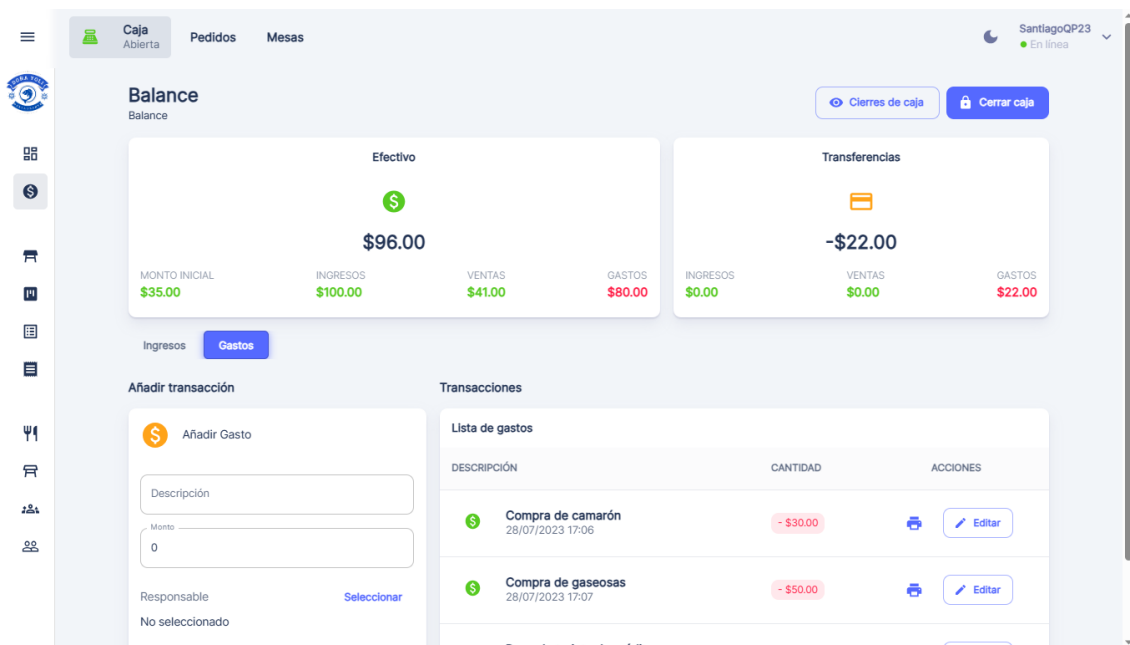 Caja
Abierta
Pedidos
Mesas
SantiagoQP23
En línea
DOÑA YOLI
Balance
Balance
Cierres de caja
Cerrar caja
Efectivo
$96.00
MONTO INICIAL
INGRESOS
VENTAS
GASTOS
$35.00
$100.00
$41.00
$80.00
Transferencias
-$22.00
INGRESOS
VENTAS
GASTOS
$0.00
$0.00
$22.00
Ingresos
Gastos
Añadir transacción
Añadir Gasto
Descripción
Monto
0
Responsable
Seleccionar
No seleccionado
Transacciones
Lista de gastos
DESCRIPCIÓN
CANTIDAD
ACCIONES
Compra de camarón
28/07/2023 17:06
- $30.00
Editar
Compra de gaseosas
28/07/2023 17:07
- $50.00
Editar